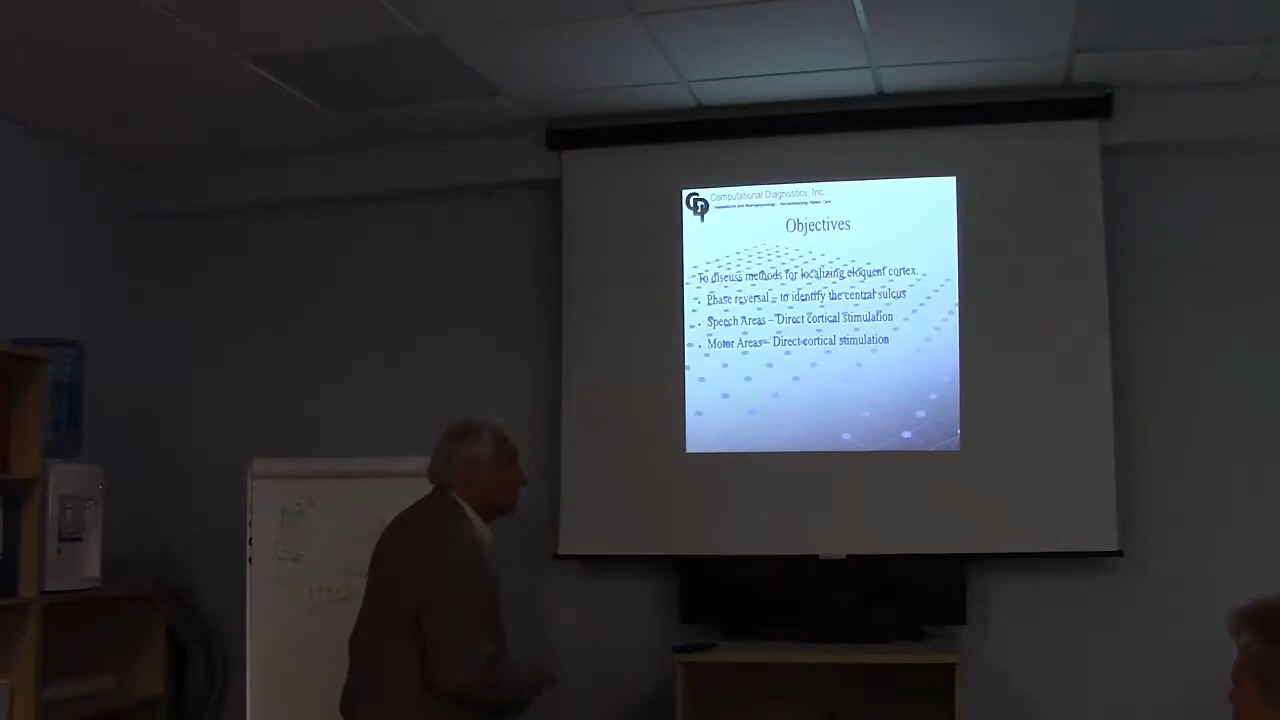 Computational Diagnostics, Inc.
Objectives
To discuss methods for localizing eloquent cortex.
• Phase reversal – to identify the central sulcus
• Speech Areas – Direct cortical stimulation
• Motor Areas – Direct cortical stimulation